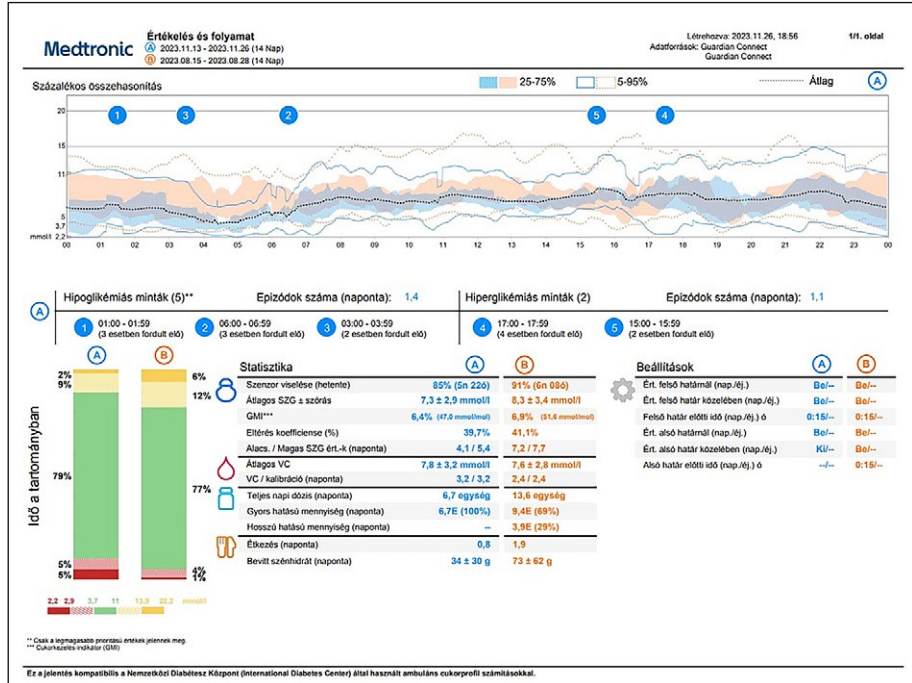 Medtronic
Értékelés és folyamat
A 2023.11.13 - 2023.11.26 (14 Nap)
B 2023.08.15 - 2023.08.28 (14 Nap)
Létrehozva: 2023.11.26, 18:56
Adatforrások: Guardian Connect
Guardian Connect
1/1. oldal
Százalékos összehasonítás
25-75% 5-95% Átlag A
20
15
11
5
3.7
mmol/l 2,2
1 3 2 5 4
00 01 02 03 04 05 06 07 08 09 10 11 12 13 14 15 16 17 18 19 20 21 22 23 00
A
Hipoglikémiás minták (5)** Epizódok száma (naponta): 1,4
Hiperglikémiás minták (2) Epizódok száma (naponta): 1,1
1 01:00 - 01:59
(3 esetben fordult elő)
2 06:00 - 06:59
(3 esetben fordult elő)
3 03:00 - 03:59
(2 esetben fordult elő)
4 17:00 - 17:59
(4 esetben fordult elő)
5 15:00 - 15:59
(2 esetben fordult elő)
Idő a tartományban
A B
2% 6%
9% 12%
79% 77%
5% 4%
5% 1%
2,2 2,9 3,7 11 13,9 22,2 mmol/l
Statisztika A B
Szenzor viselése (hetente) 85% (5n 22ó) 91% (6n 08ó)
Átlagos SZG ± szórás 7,3 ± 2,9 mmol/l 8,3 ± 3,4 mmol/l
GMI*** 6,4% (47,0 mmol/mol) 6,9% (51,6 mmol/mol)
Eltérés koefficiense (%) 39,7% 41,1%
Alacs. / Magas SZG ért.-k (naponta) 4,1 / 5,4 7,2 / 7,7
Átlagos VC 7,8 ± 3,2 mmol/l 7,6 ± 2,8 mmol/l
VC / kalibráció (naponta) 3,2 / 3,2 2,4 / 2,4
Teljes napi dózis (naponta) 6,7 egység 13,6 egység
Gyors hatású mennyiség (naponta) 6,7E (100%) 9,4E (69%)
Hosszú hatású mennyiség (naponta) -- 3,9E (29%)
Étkezés (naponta) 0,8 1,9
Bevitt szénhidrát (naponta) 34 ± 30 g 73 ± 62 g
Beállítások A B
Ért. felső határnál (nap./éj.) Be/-- Be/--
Ért. felső határ közelében (nap./éj.) Be/-- Be/--
Felső határ előtti idő (nap./éj.) ó 0:15/-- 0:15/--
Ért. alsó határnál (nap./éj.) Be/-- Be/--
Ért. alsó határ közelében (nap./éj.) Ki/-- Be/--
Alsó határ előtti idő (nap./éj.) ó --/-- 0:15/--
** Csak a legmagasabb prioritású értékek jelennek meg.
*** Cukorkezelés-indikátor (GMI)
Ez a jelentés kompatibilis a Nemzetközi Diabétesz Központ (International Diabetes Center) által használt ambuláns cukorprofil számításokkal.